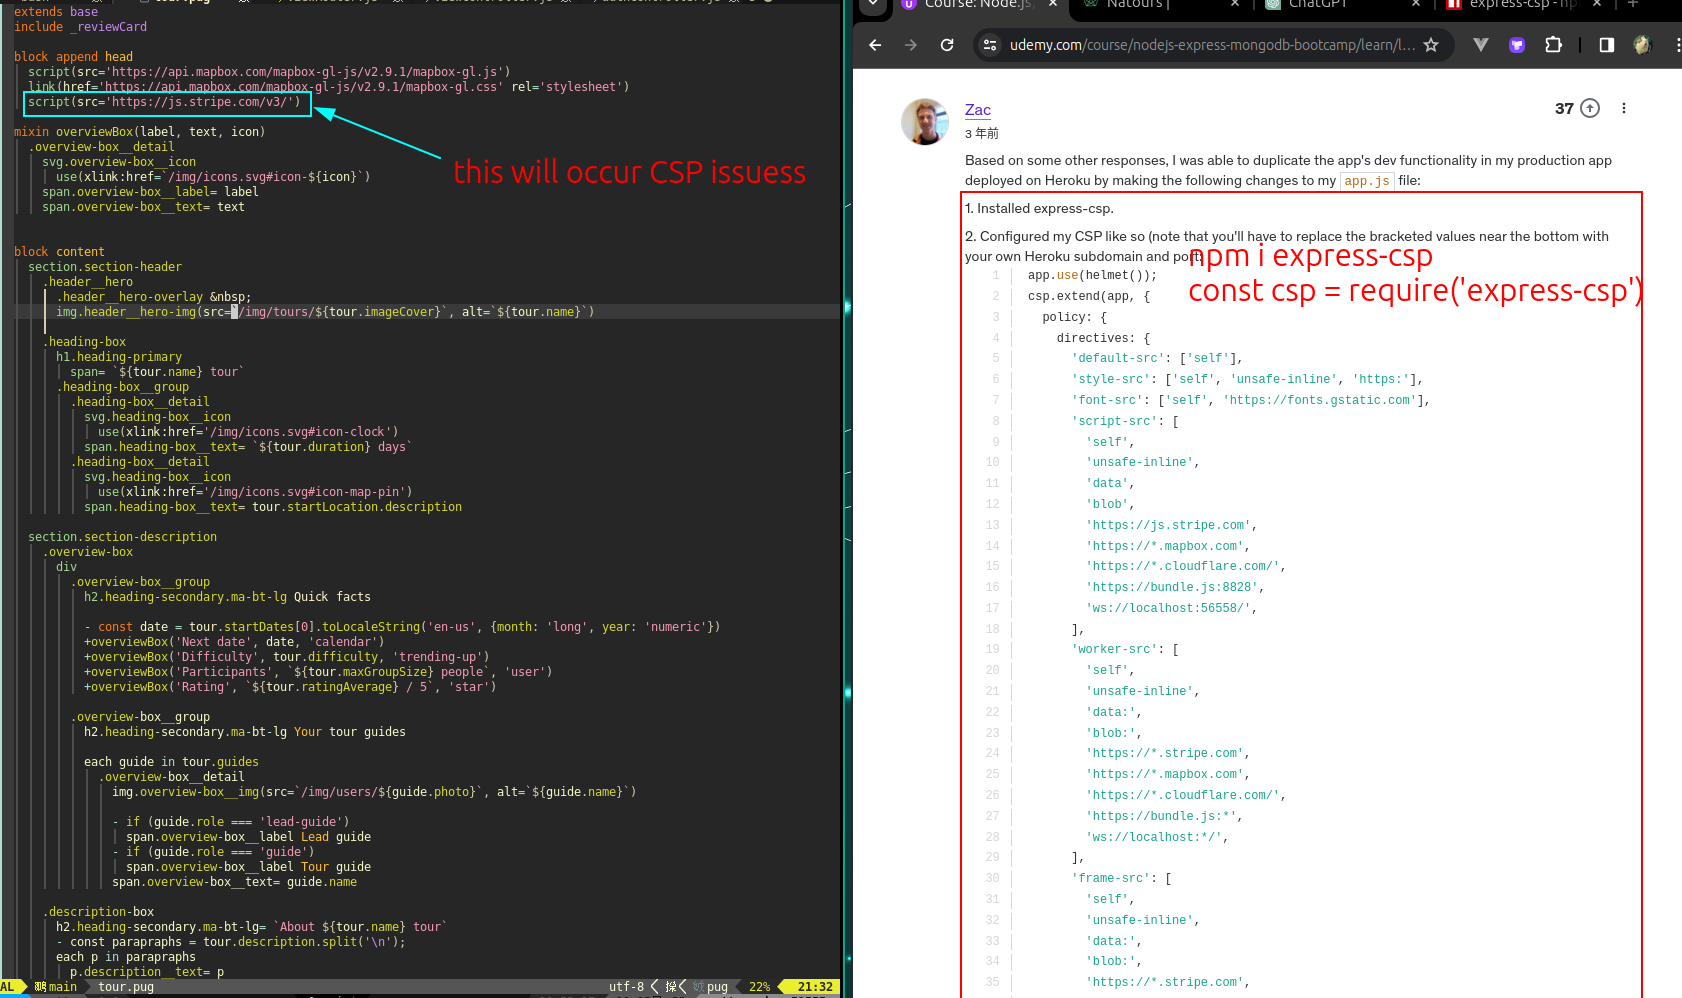 extends base
include _reviewCard
block append head
script(src='https://api.mapbox.com/mapbox-gl-js/v2.9.1/mapbox-gl.js')
link(href='https://api.mapbox.com/mapbox-gl-js/v2.9.1/mapbox-gl.css' rel='stylesheet')
script(src='https://js.stripe.com/v3/')
mixin overviewBox(label, text, icon)
.overview-box__detail
svg.overview-box__icon
use(xlink:href=`/img/icons.svg#icon-${icon}`)
span.overview-box__label= label
span.overview-box__text= text
this will occur CSP issuess
block content
section.section-header
.header__hero
.header__hero-overlay &nbsp;
img.header__hero-img(src=`/img/tours/${tour.imageCover}`, alt=`${tour.name}`)
.heading-box
h1.heading-primary
span= `${tour.name} tour`
.heading-box__group
.heading-box__detail
svg.heading-box__icon
use(xlink:href='/img/icons.svg#icon-clock')
span.heading-box__text= `${tour.duration} days`
.heading-box__detail
svg.heading-box__icon
use(xlink:href='/img/icons.svg#icon-map-pin')
span.heading-box__text= tour.startLocation.description
section.section-description
.overview-box
div
.overview-box__group
h2.heading-secondary.ma-bt-lg Quick facts
- const date = tour.startDates[0].toLocaleString('en-us', {month: 'long', year: 'numeric'})
+overviewBox('Next date', date, 'calendar')
+overviewBox('Difficulty', tour.difficulty, 'trending-up')
+overviewBox('Participants', `${tour.maxGroupSize} people`, 'user')
+overviewBox('Rating', `${tour.ratingAverage} / 5`, 'star')
.overview-box__group
h2.heading-secondary.ma-bt-lg Your tour guides
each guide in tour.guides
.overview-box__detail
img.overview-box__img(src=`/img/users/${guide.photo}`, alt=`${guide.name}`)
- if (guide.role === 'lead-guide')
span.overview-box__label Lead guide
- if (guide.role === 'guide')
span.overview-box__label Tour guide
span.overview-box__text= guide.name
.description-box
h2.heading-secondary.ma-bt-lg= `About ${tour.name} tour`
- const parapraphs = tour.description.split('\n');
each p in parapraphs
p.description__text= p
AL main tour.pug utf-8 pug 22% 21:32
Course: Node.js, Natours | ChatGPT express-csp - np
udemy.com/course/nodejs-express-mongodb-bootcamp/learn/l...
Zac
37
3 年前
Based on some other responses, I was able to duplicate the app's dev functionality in my production app
deployed on Heroku by making the following changes to my app.js file:
1. Installed express-csp.
2. Configured my CSP like so (note that you'll have to replace the bracketed values near the bottom with
your own Heroku subdomain and port:
npm i express-csp
const csp = require('express-csp')
1 app.use(helmet());
2 csp.extend(app, {
3 policy: {
4 directives: {
5 'default-src': ['self'],
6 'style-src': ['self', 'unsafe-inline', 'https:'],
7 'font-src': ['self', 'https://fonts.gstatic.com'],
8 'script-src': [
9 'self',
10 'unsafe-inline',
11 'data',
12 'blob',
13 'https://js.stripe.com',
14 'https://*.mapbox.com',
15 'https://*.cloudflare.com/',
16 'https://bundle.js:8828',
17 'ws://localhost:56558/',
18 ],
19 'worker-src': [
20 'self',
21 'unsafe-inline',
22 'data:',
23 'blob:',
24 'https://*.stripe.com',
25 'https://*.mapbox.com',
26 'https://*.cloudflare.com/',
27 'https://bundle.js:*',
28 'ws://localhost:*/',
29 ],
30 'frame-src': [
31 'self',
32 'unsafe-inline',
33 'data:',
34 'blob:',
35 'https://*.stripe.com',